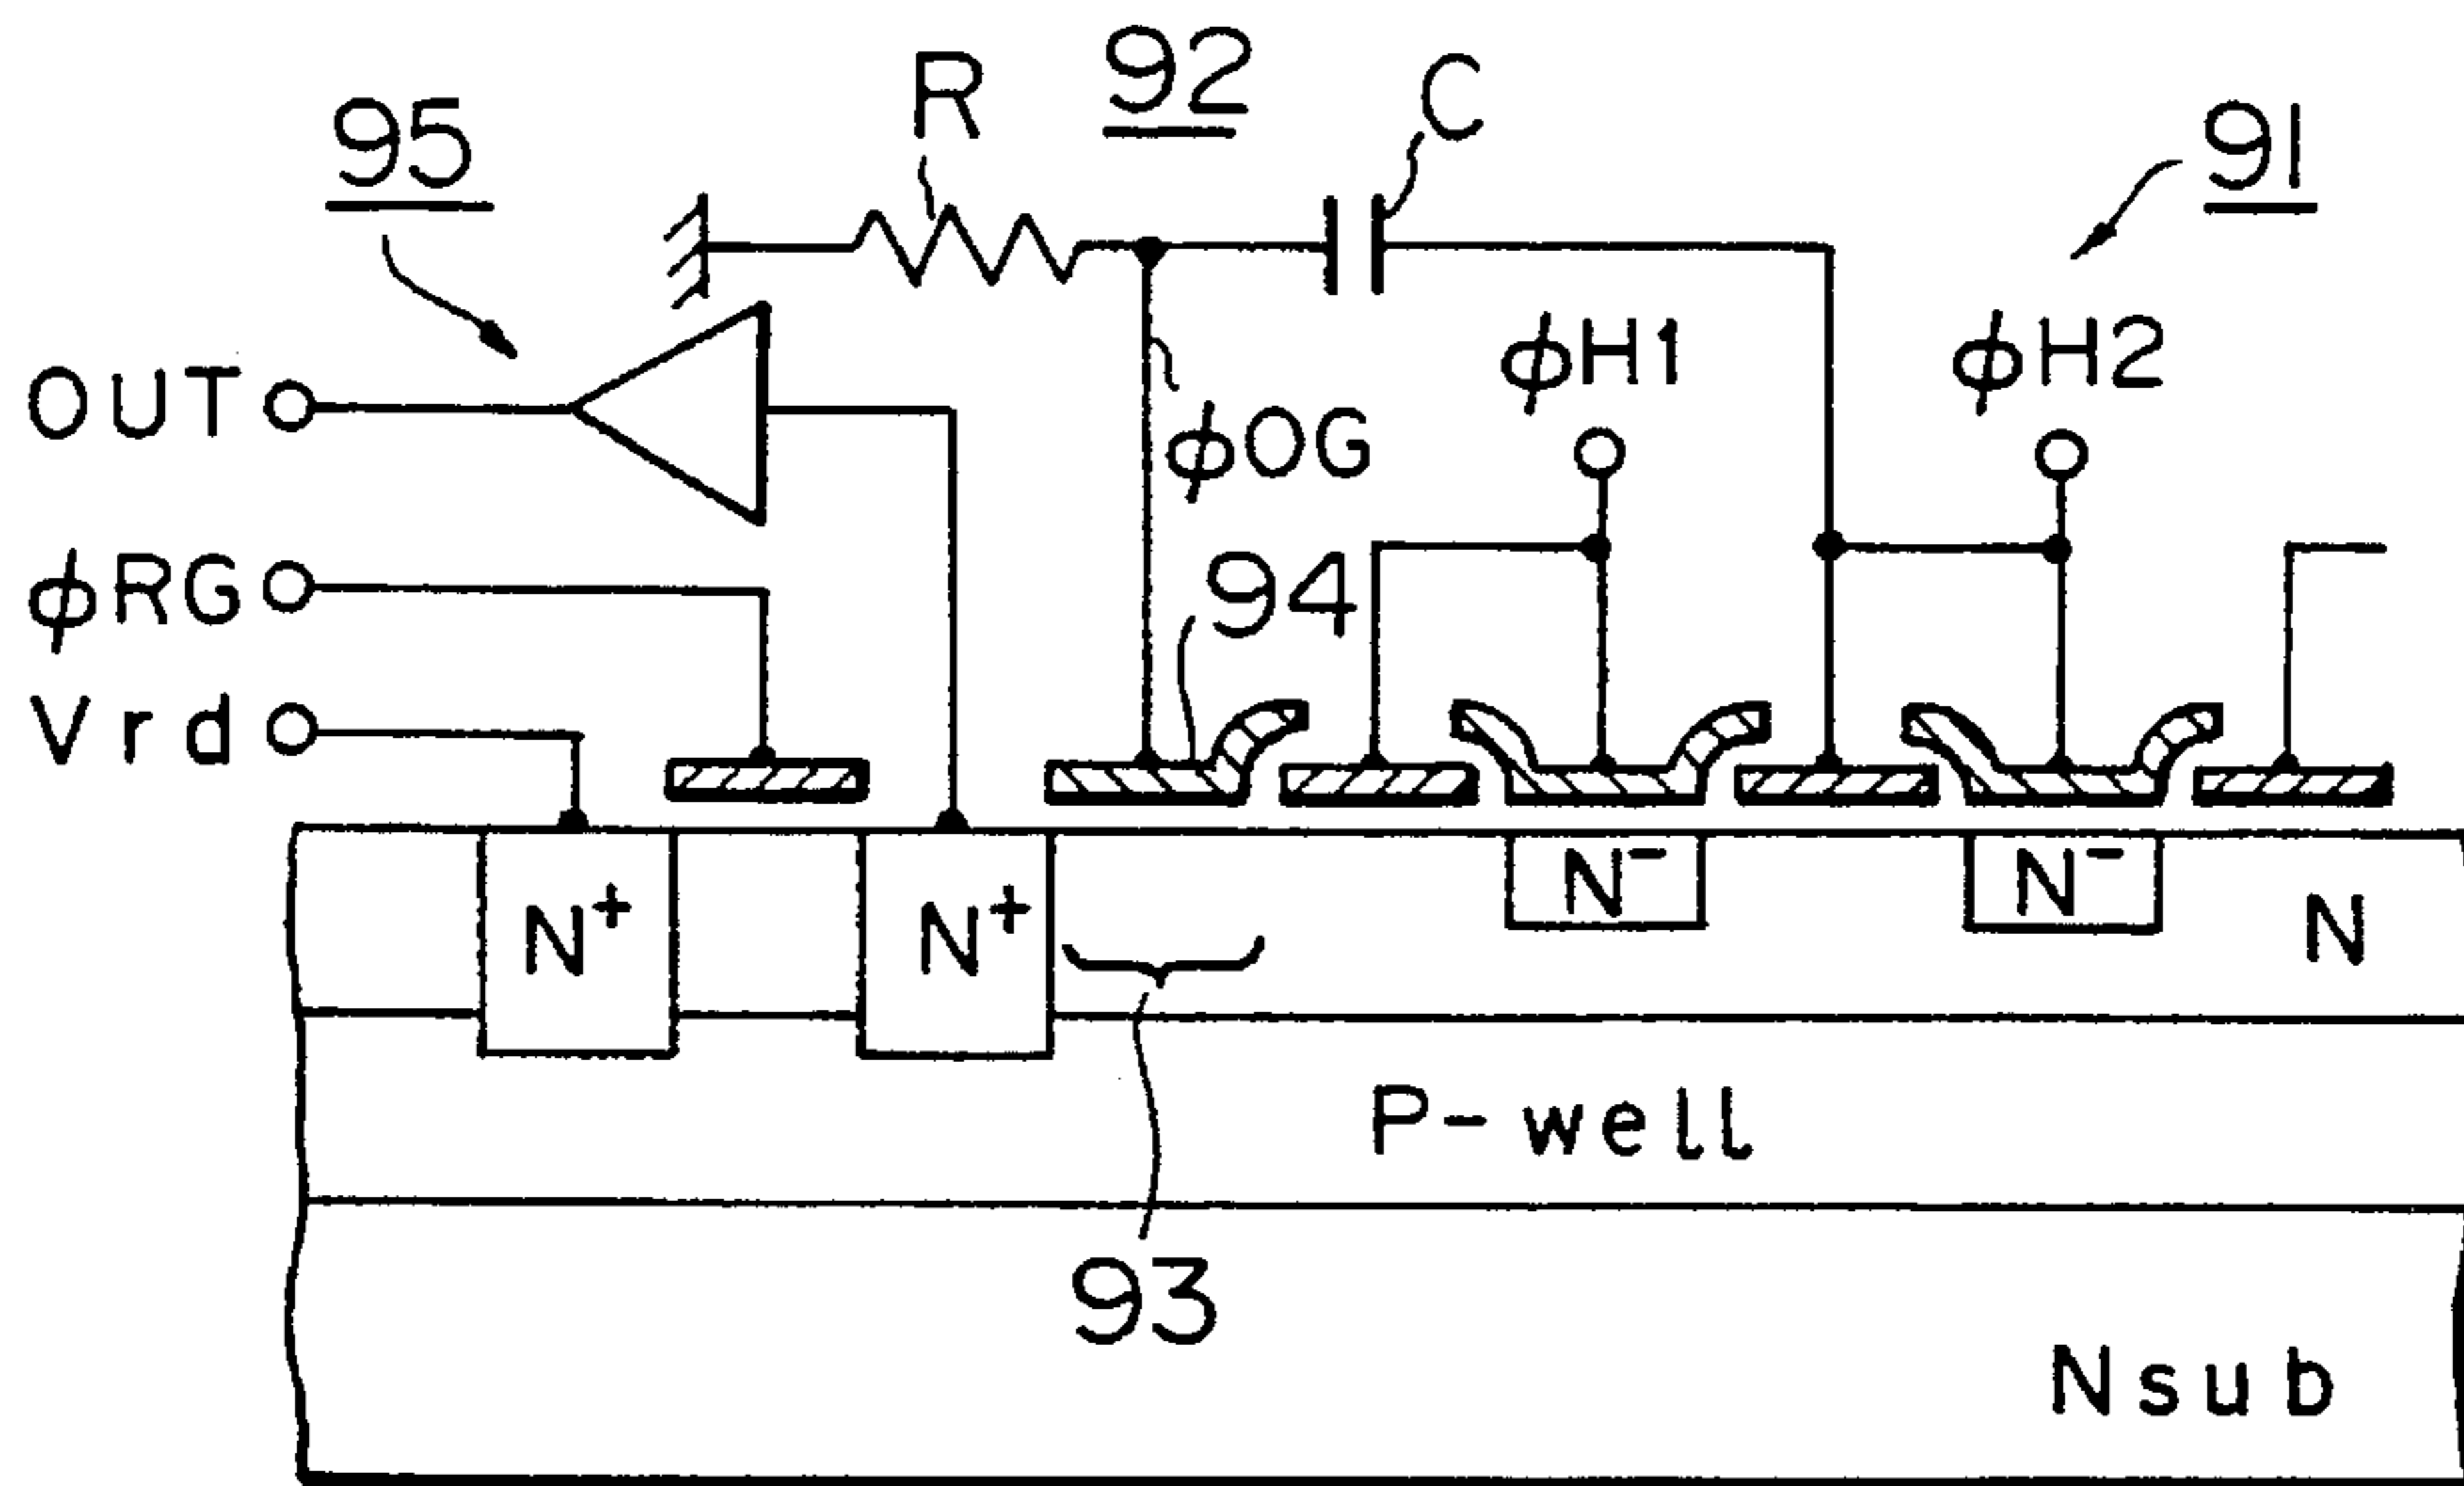 92
R
C
95
91
φH1
φH2
OUT
φOG
φRG
94
Vrd
N⁺
N⁺
N⁻
N⁻
N
P-well
93
Nsub